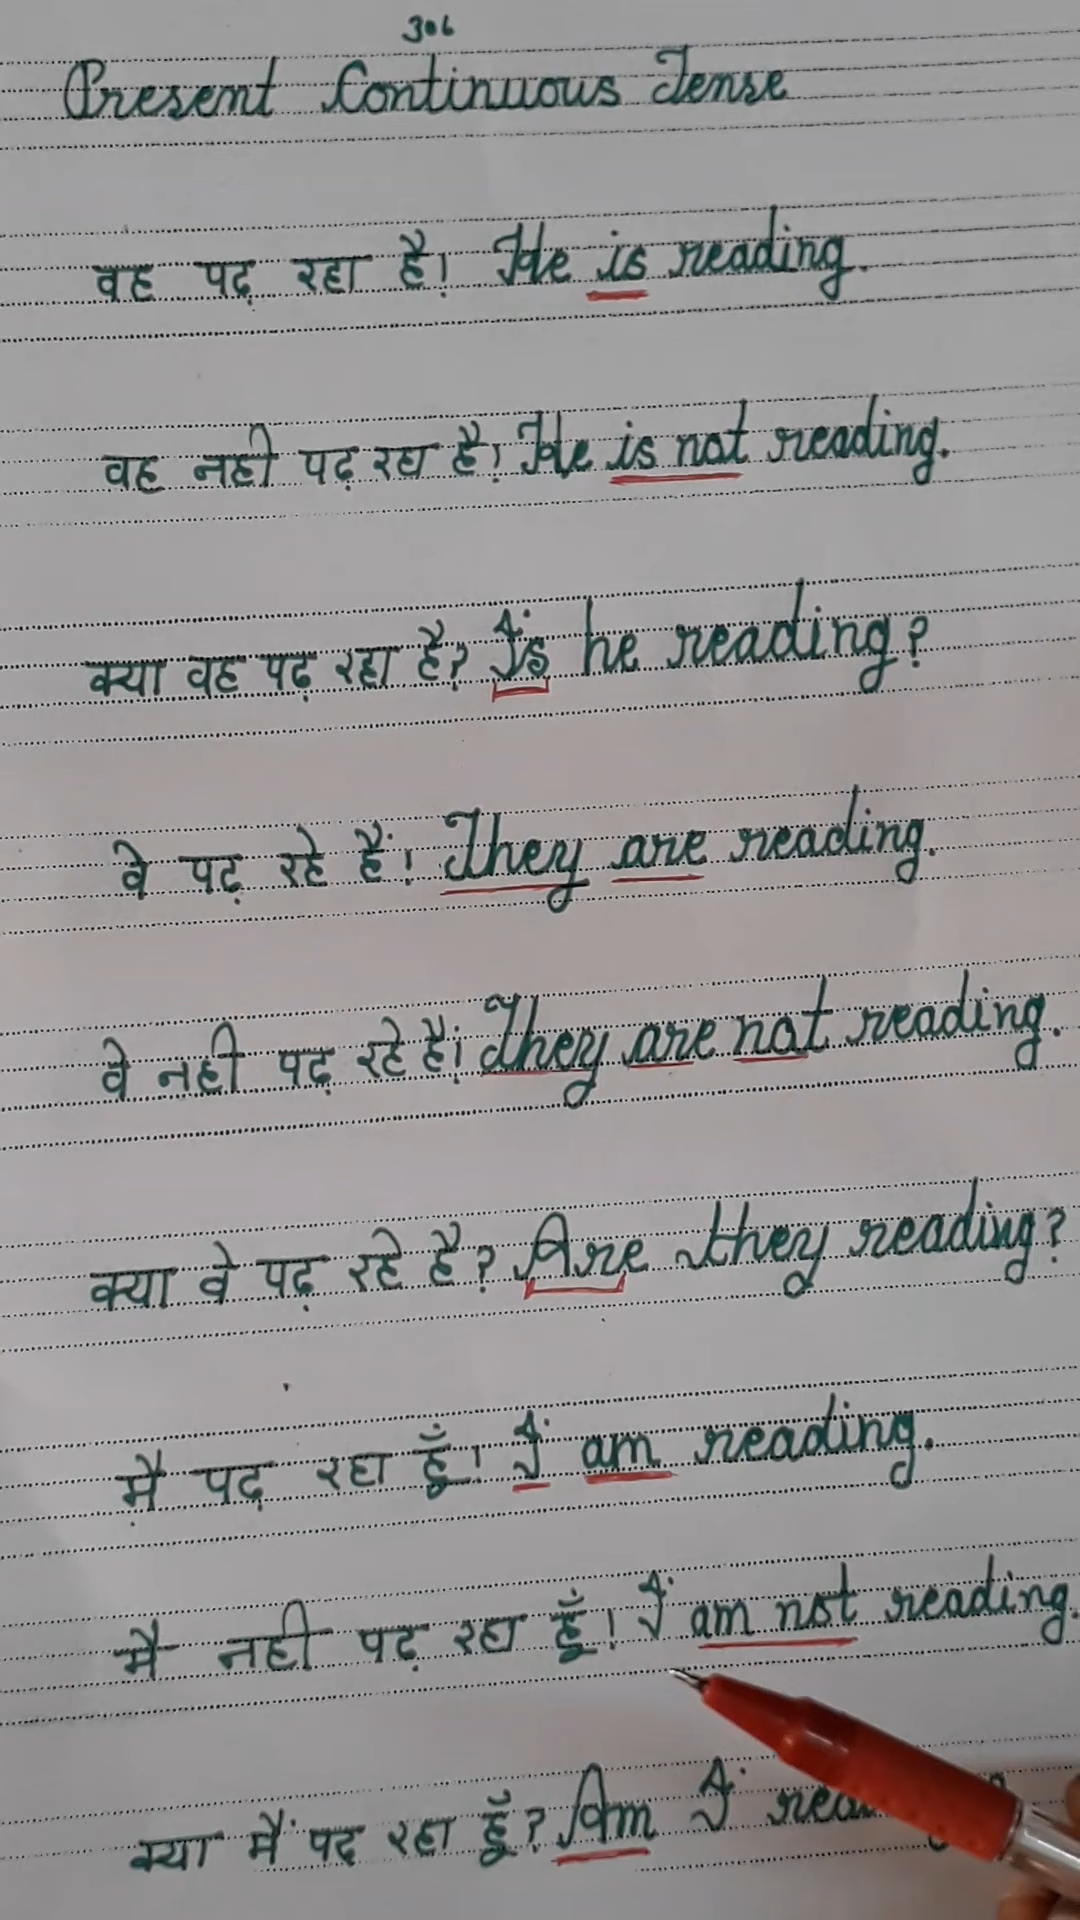 306
Present Continuous Tense
वह पढ़ रहा है। He is reading.
वह नही पढ़ रहा है। He is not reading.
क्या वह पढ़ रहा है? Is he reading?
वे पढ़ रहे हैं। They are reading.
वे नही पढ़ रहे हैं। They are not reading.
क्या वे पढ़ रहे है? Are they reading?
मै पढ़ रहा हूँ। I am reading.
मै नही पढ़ रहा हूँ। I am not reading.
क्या मैं पढ़ रहा हूँ? Am I